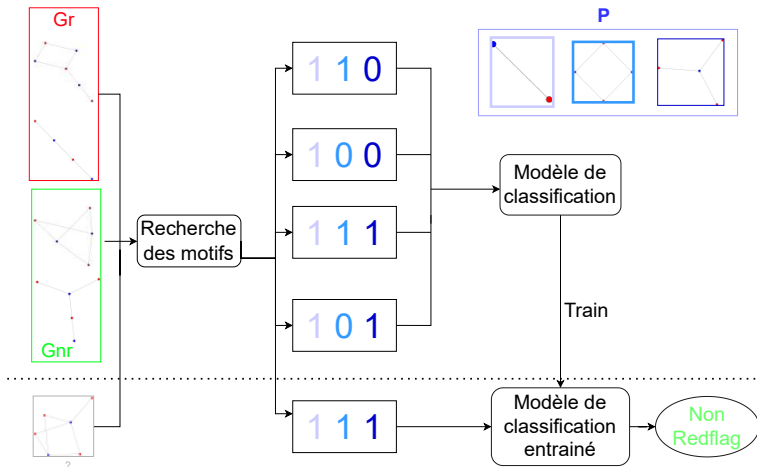 Gr
P
1 1 0
1 0 0
Modèle de
classification
Recherche
des motifs
1 1 1
1 0 1
Train
Gnr
?
1 1 1
Modèle de
classification
entrainé
Non
Redflag